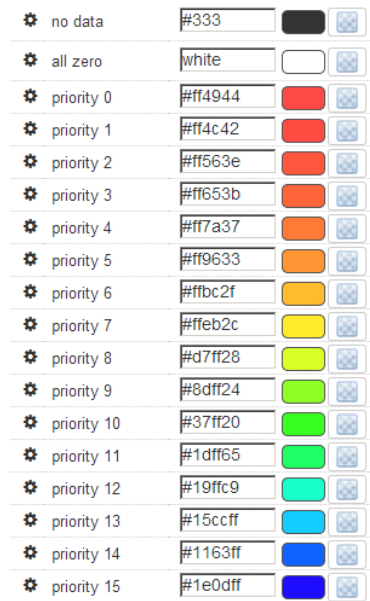 no data #333
all zero white
priority 0 #ff4944
priority 1 #ff4c42
priority 2 #ff563e
priority 3 #ff653b
priority 4 #ff7a37
priority 5 #ff9633
priority 6 #ffbc2f
priority 7 #ffeb2c
priority 8 #d7ff28
priority 9 #8dff24
priority 10 #37ff20
priority 11 #1dff65
priority 12 #19ffc9
priority 13 #15ccff
priority 14 #1163ff
priority 15 #1e0dff